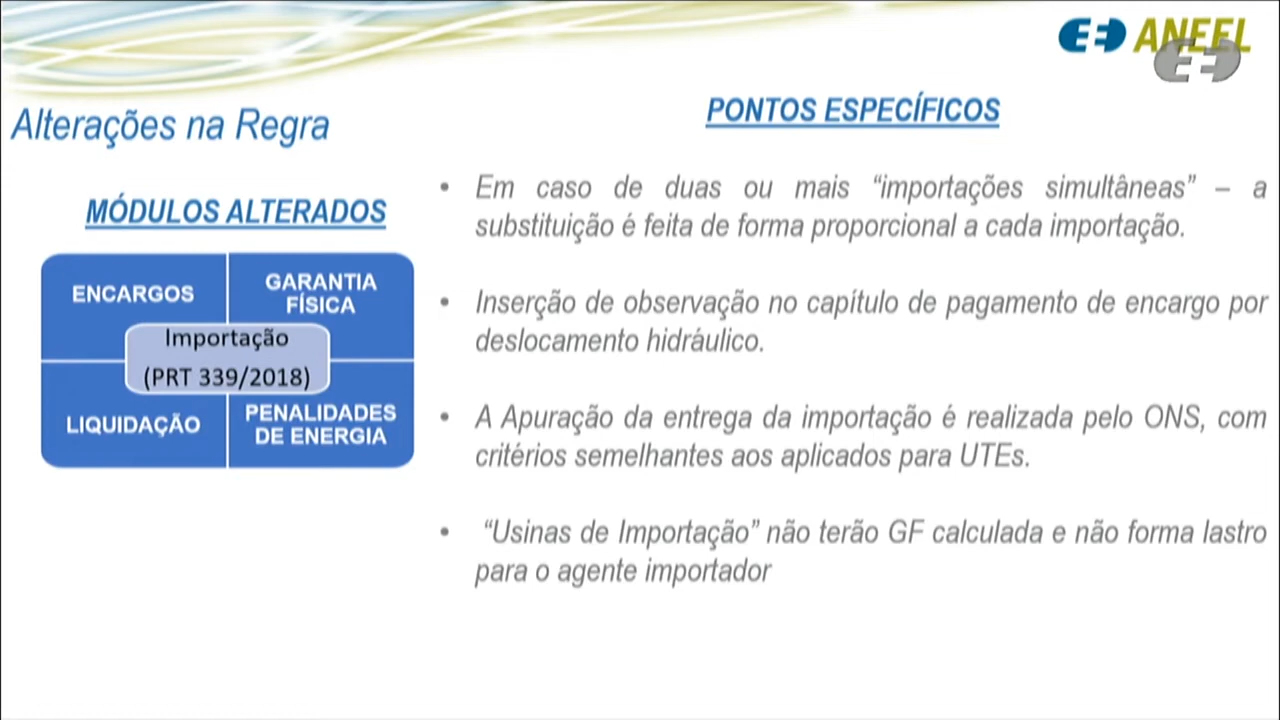 ANEEL
Alterações na Regra
MÓDULOS ALTERADOS
ENCARGOS
GARANTIA
FÍSICA
Importação
(PRT 339/2018)
LIQUIDAÇÃO
PENALIDADES
DE ENERGIA
PONTOS ESPECÍFICOS
• Em caso de duas ou mais “importações simultâneas” – a
substituição é feita de forma proporcional a cada importação.
• Inserção de observação no capítulo de pagamento de encargo por
deslocamento hidráulico.
• A Apuração da entrega da importação é realizada pelo ONS, com
critérios semelhantes aos aplicados para UTEs.
• “Usinas de Importação” não terão GF calculada e não forma lastro
para o agente importador